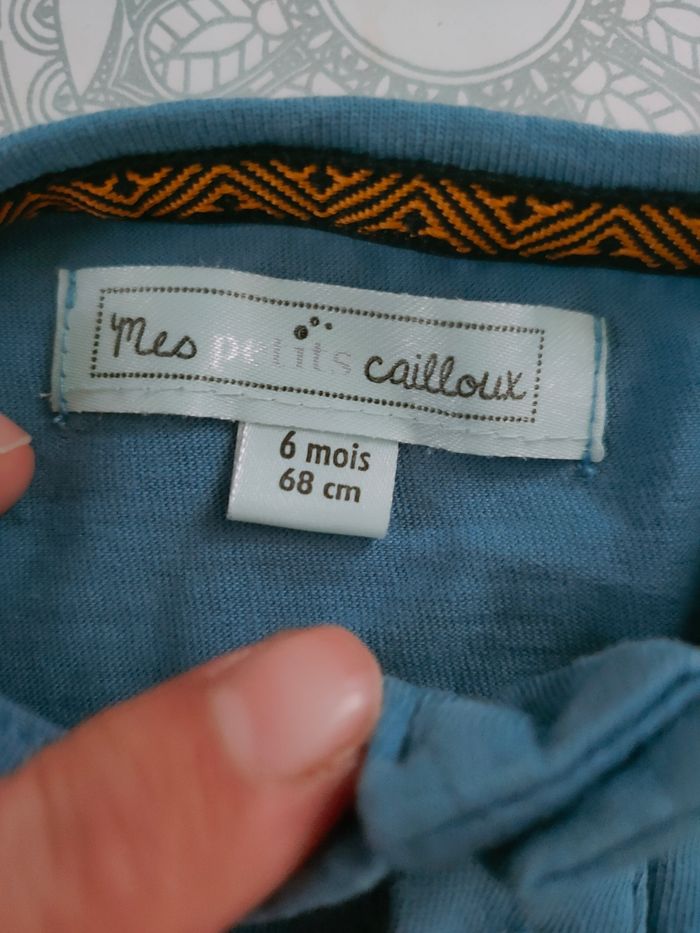 Mes petits cailloux
6 mois
68 cm